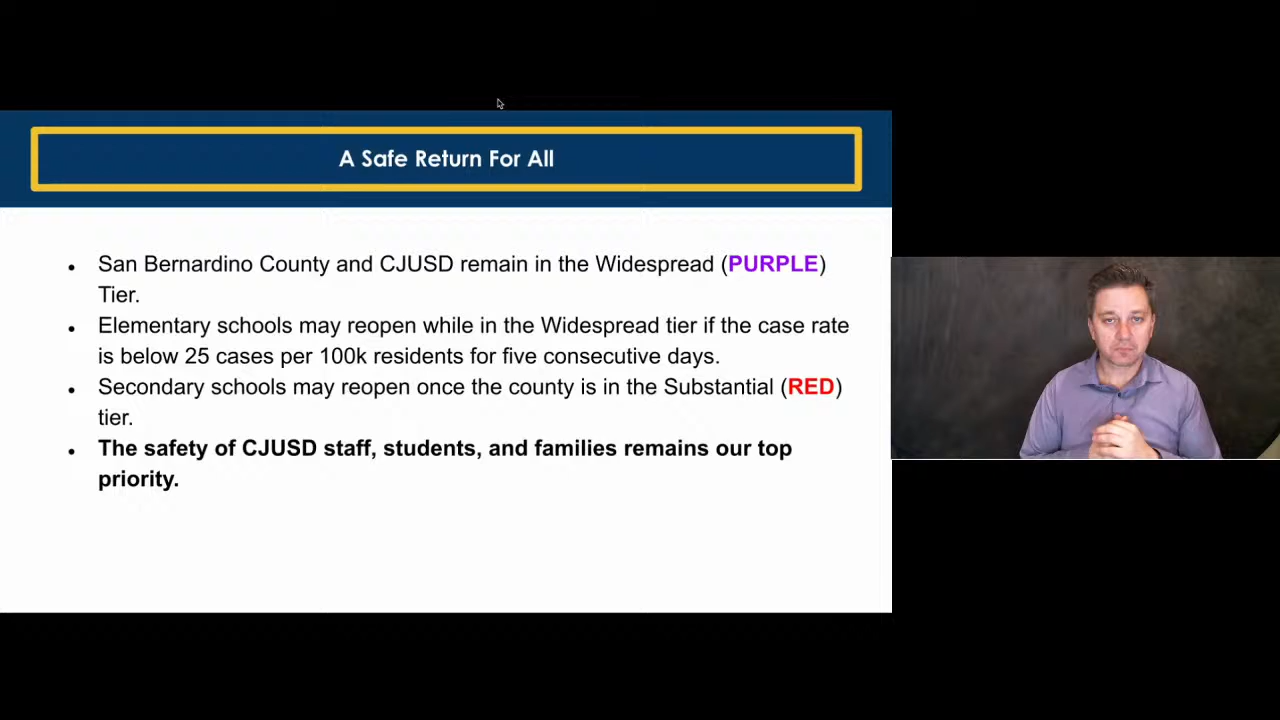 A Safe Return For All
• San Bernardino County and CJUSD remain in the Widespread (PURPLE)
Tier.
• Elementary schools may reopen while in the Widespread tier if the case rate
is below 25 cases per 100k residents for five consecutive days.
• Secondary schools may reopen once the county is in the Substantial (RED)
tier.
• The safety of CJUSD staff, students, and families remains our top
priority.